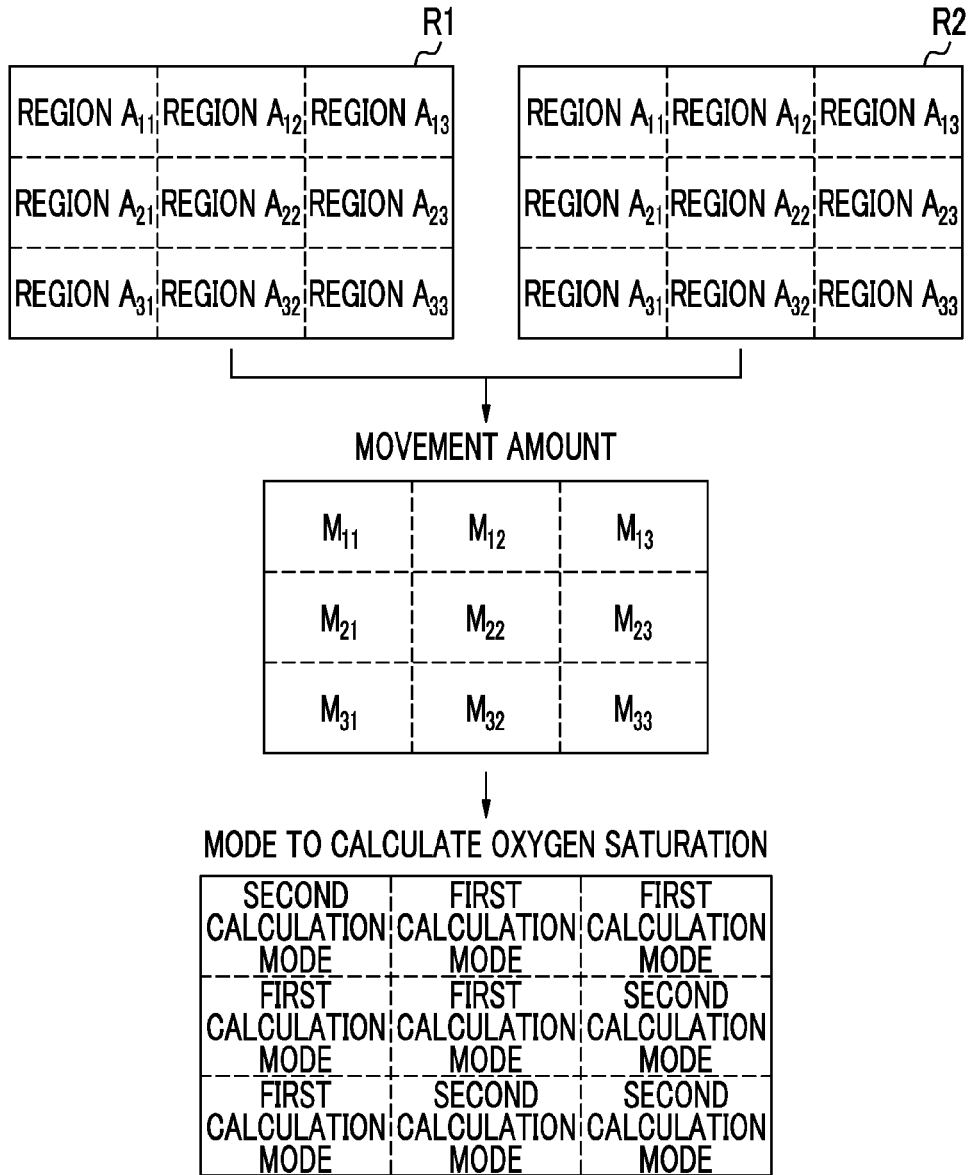 R1 R2
REGION A11 REGION A12 REGION A13 REGION A11 REGION A12 REGION A13
REGION A21 REGION A22 REGION A23 REGION A21 REGION A22 REGION A23
REGION A31 REGION A32 REGION A33 REGION A31 REGION A32 REGION A33
MOVEMENT AMOUNT
M11 M12 M13
M21 M22 M23
M31 M32 M33
MODE TO CALCULATE OXYGEN SATURATION
SECOND FIRST FIRST
CALCULATION CALCULATION CALCULATION
MODE MODE MODE
FIRST FIRST SECOND
CALCULATION CALCULATION CALCULATION
MODE MODE MODE
FIRST SECOND SECOND
CALCULATION CALCULATION CALCULATION
MODE MODE MODE